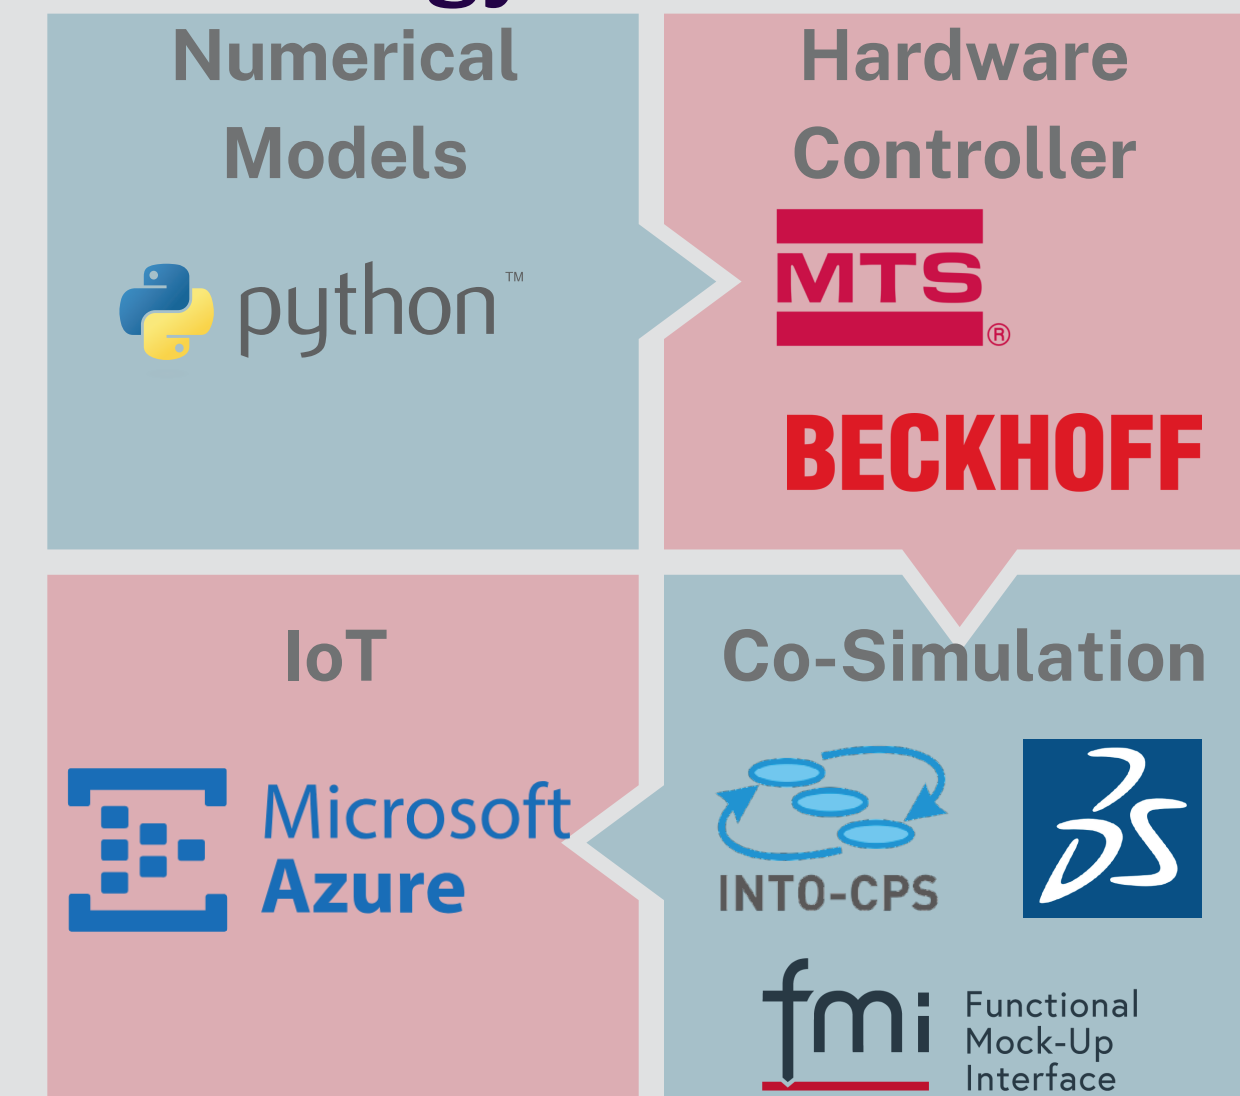 Numerical
Models
python™
Hardware
Controller
MTS®
BECKHOFF
IoT
Microsoft
Azure
Co-Simulation
INTO-CPS
3DS
fmi
Functional
Mock-Up
Interface